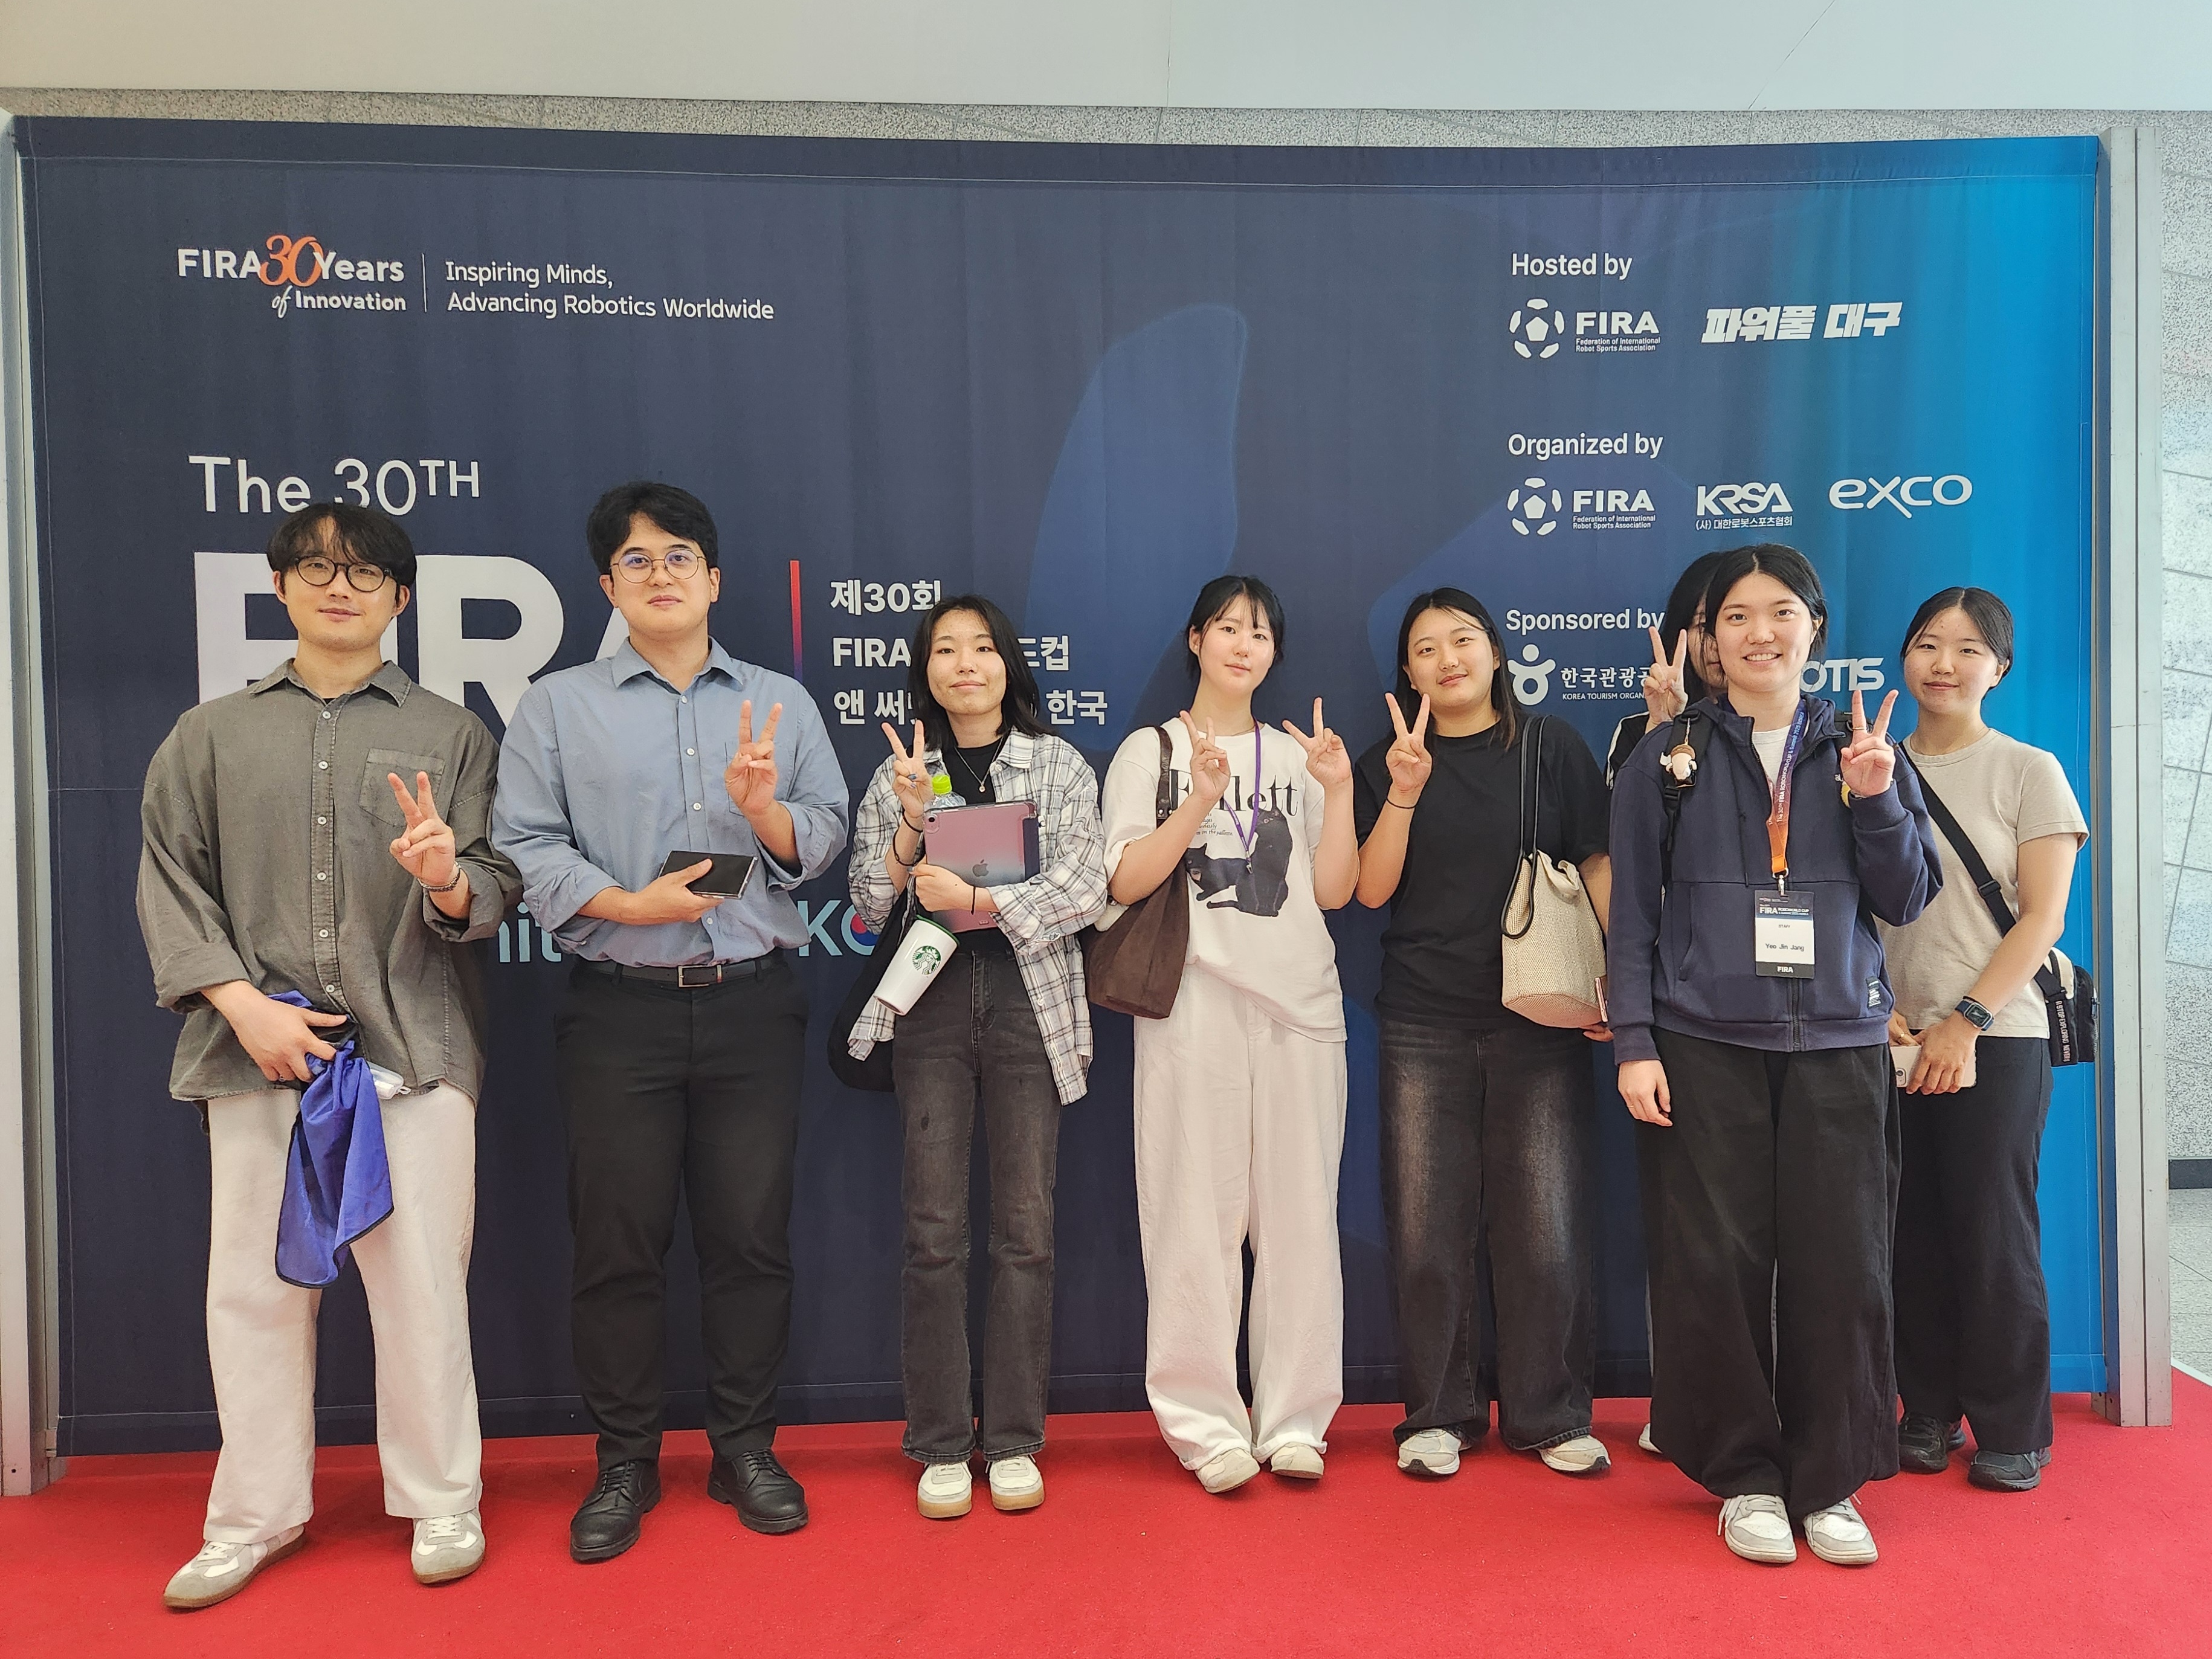 FIRA 30 Years
of Innovation
Inspiring Minds,
Advancing Robotics Worldwide
The 30TH
FIRA
제30회
FIRA
앤 한국
Hosted by
FIRA
Federation of International
Robot Sports Association
파워풀 대구
Organized by
FIRA
Federation of International
Robot Sports Association
KRSA
(사) 대한로봇스포츠협회
exco
Sponsored by
한국관광공
KOREA TOURISM ORGAN
OTIS
STAFF
Yeo Jin Jang
FIRA